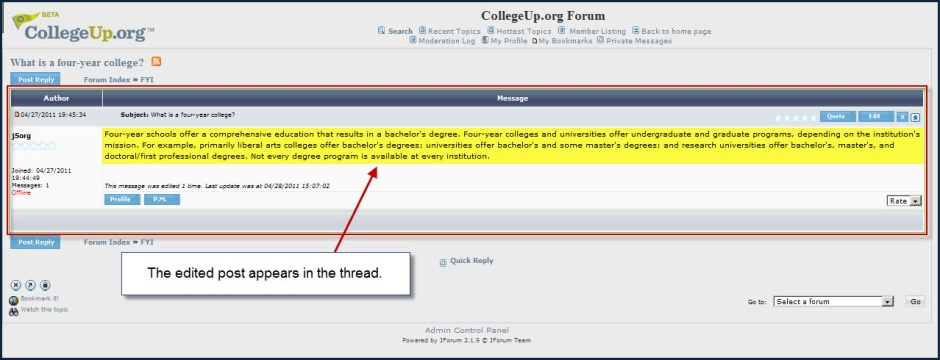 BETA
CollegeUp.org™
CollegeUp.org Forum
Search Recent Topics Hottest Topics Member Listing Back to home page
Moderation Log My Profile My Bookmarks Private Messages
What is a four-year college?
Post Reply Forum Index » FYI
Author Message
04/27/2011 19:45:34 Subject: What is a four-year college? Quote Edit X
jSorg
Four-year schools offer a comprehensive education that results in a bachelor's degree. Four-year colleges and universities offer undergraduate and graduate programs, depending on the institution's
mission. For example, primarily liberal arts colleges offer bachelor's degrees; universities offer bachelor's and some master's degrees; and research universities offer bachelor's, master's, and
doctoral/first professional degrees. Not every degree program is available at every institution.
Joined: 04/27/2011
19:44:49
Messages: 1
Offline
This message was edited 1 time. Last update was at 04/28/2011 15:07:02
Profile P.M. Rate
Post Reply Forum Index » FYI
The edited post appears in the thread.
Quick Reply
Bookmark it!
Watch this topic
Go to: Select a forum Go
Admin Control Panel
Powered by JForum 2.1.9 © JForum Team